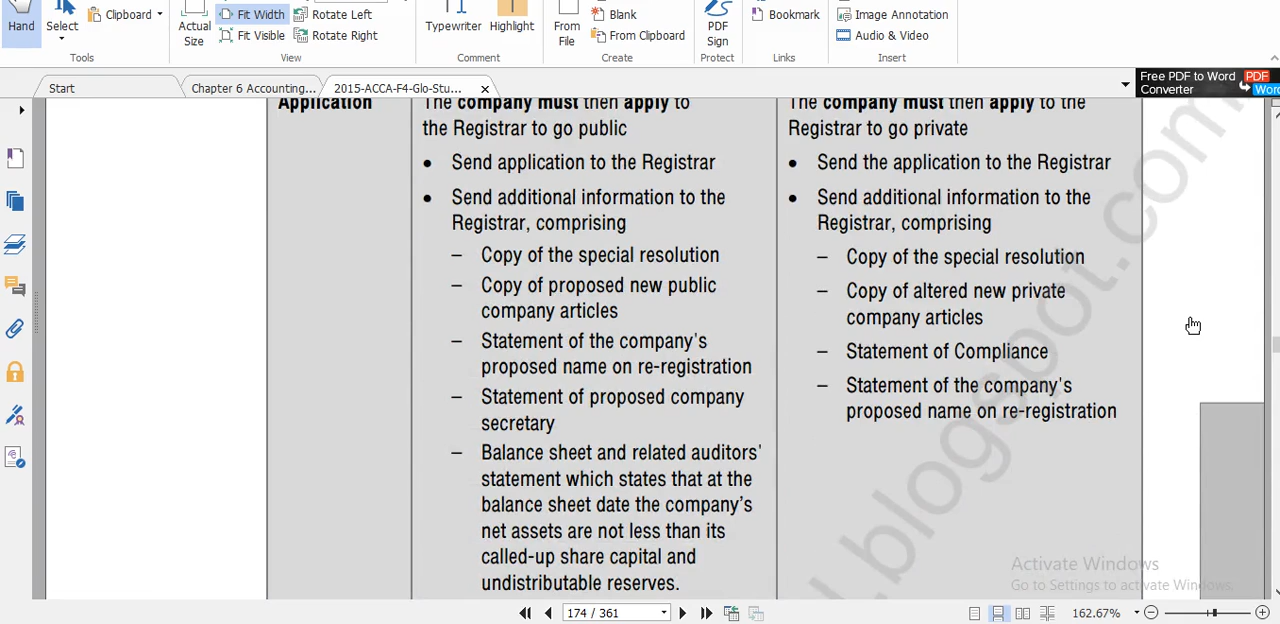 Hand
Select
Clipboard
Actual Size
Fit Width
Fit Visible
Rotate Left
Rotate Right
Typewriter
Highlight
From File
Blank
From Clipboard
PDF Sign
Bookmark
Image Annotation
Audio & Video
Tools
View
Comment
Create
Protect
Links
Insert
Start
Chapter 6 Accounting...
2015-ACCA-F4-Glo-Stu...
Free PDF to Word
Converter
PDF
Word
Application
The company must then apply to
the Registrar to go public
• Send application to the Registrar
• Send additional information to the
Registrar, comprising
– Copy of the special resolution
– Copy of proposed new public
company articles
– Statement of the company's
proposed name on re-registration
– Statement of proposed company
secretary
– Balance sheet and related auditors'
statement which states that at the
balance sheet date the company's
net assets are not less than its
called-up share capital and
undistributable reserves.
The company must then apply to the
Registrar to go private
• Send the application to the Registrar
• Send additional information to the
Registrar, comprising
– Copy of the special resolution
– Copy of altered new private
company articles
– Statement of Compliance
– Statement of the company's
proposed name on re-registration
l.blogspot.com
Activate Windows
Go to Settings to activate Windows.
174 / 361
162.67%